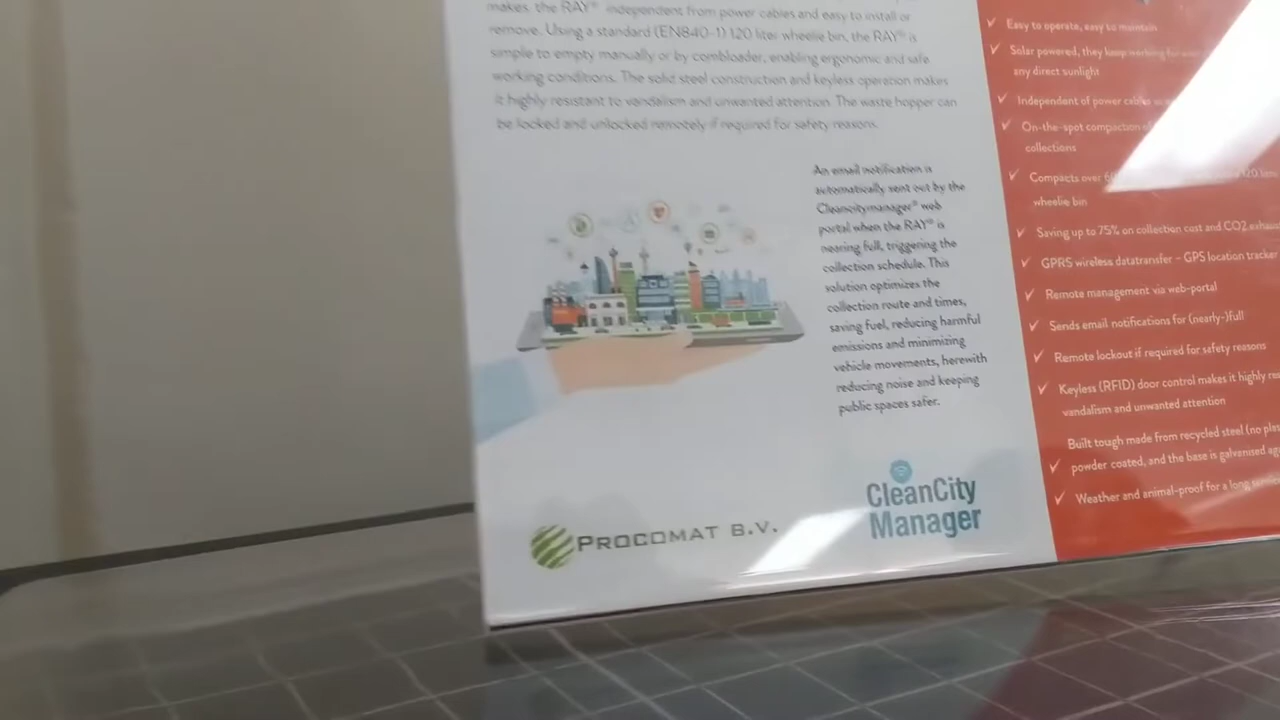 makes the RAY® independent from power cables and easy to install or
remove. Using a standard (EN840-1) 120 liter wheelie bin, the RAY® is
simple to empty manually or by combloader, enabling ergonomic and safe
working conditions. The solid steel construction and keyless operation makes
it highly resistant to vandalism and unwanted attention. The waste hopper can
be locked and unlocked remotely if required for safety reasons.
An email notification is
automatically sent out by the
Cleancitymanager® web
portal when the RAY® is
nearing full, triggering the
collection schedule. This
solution optimizes the
collection route and times,
saving fuel, reducing harmful
emissions and minimizing
vehicle movements, herewith
reducing noise and keeping
public spaces safer.
PROCOMAT B.V.
CleanCity
Manager
Easy to operate, easy to maintain
Solar powered, they keep working
any direct sunlight
Independent of power cables
On-the-spot compaction
collections
Compacts over 120
wheelie bin
Saving up to 75% on collection cost and CO2
GPRS wireless datatransfer – GPS location tracker
Remote management via web-portal
Sends email notifications for (nearly-)full
Remote lockout if required for safety reasons
Keyless (RFID) door control makes it highly
vandalism and unwanted attention
Built tough made from recycled steel (no
powder coated, and the base is galvanised
Weather and animal-proof for a long